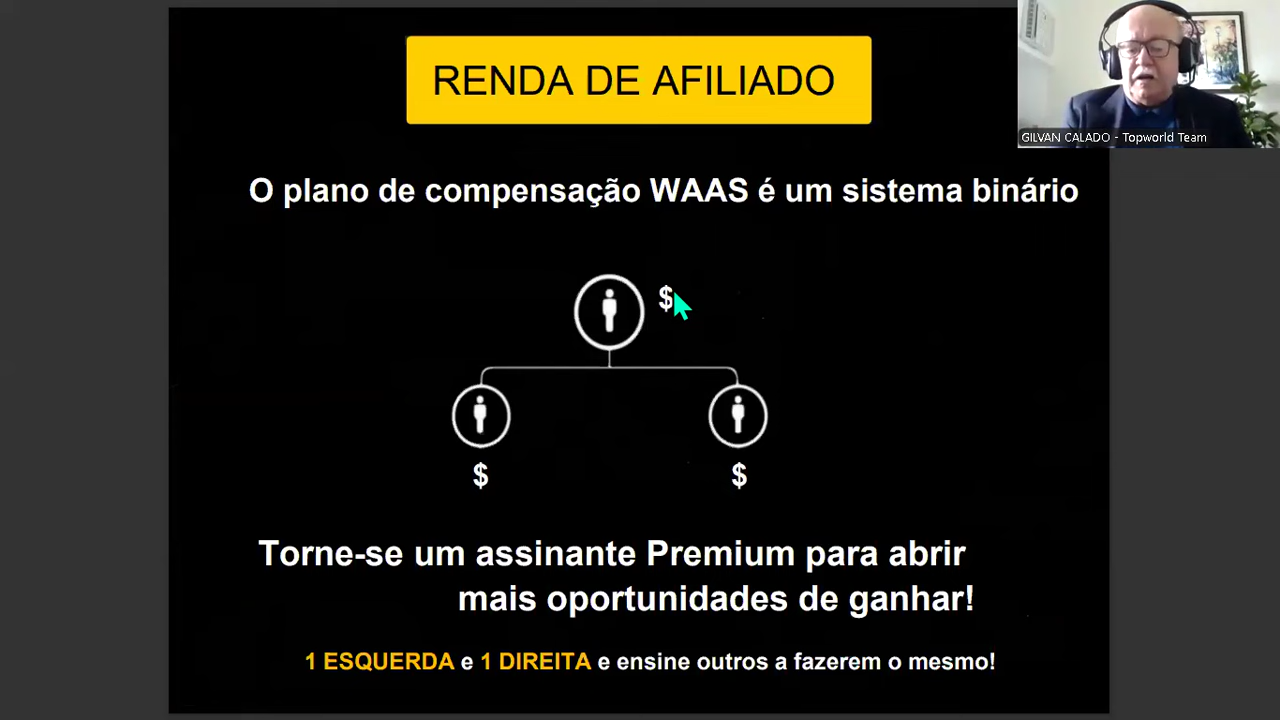 RENDA DE AFILIADO
GILVAN CALADO - Topworld Team
O plano de compensação WAAS é um sistema binário
$
$ $
Torne-se um assinante Premium para abrir
mais oportunidades de ganhar!
1 ESQUERDA e 1 DIREITA e ensine outros a fazerem o mesmo!